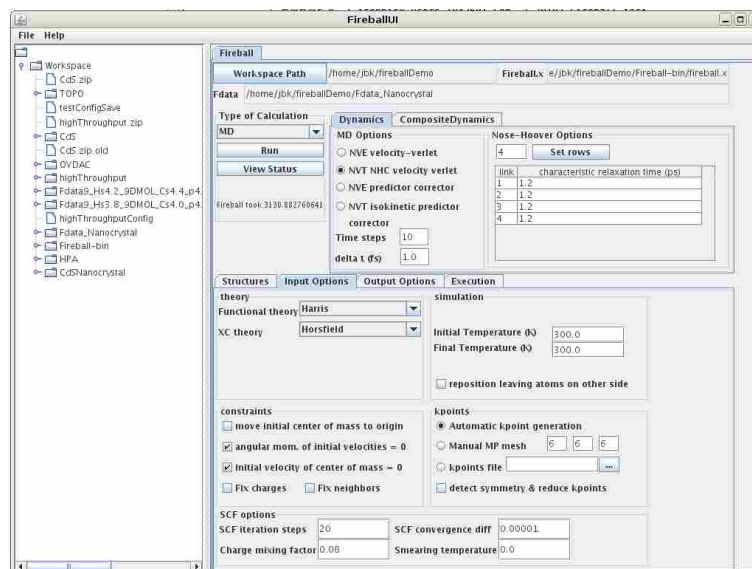 FireballUI
File Help
Workspace
CdS.zip
TOPO
testConfigSave
highThroughput.zip
CdS
CdS.zip.old
OVDAC
highThroughput
Fdata9_Hs4.2_9DMOL_Cs4.4_p4.
Fdata9_Hs3.8_9DMOL_Cs4.0_p4.
highThroughputConfig
Fdata_Nanocrystal
Fireball-bin
HPA
CdSNanocrystal
Fireball
Workspace Path /home/jbk/fireballDemo Fireball.x e/jbk/fireballDemo/Fireball-bin/fireball.x
Fdata /home/jbk/fireballDemo/Fdata_Nanocrystal
Type of Calculation
MD
Run
View Status
Fireball took 3130.882760641
Dynamics CompositeDynamics
MD Options
NVE velocity-verlet
NVT NHC velocity verlet
NVE predictor corrector
NVT isokinetic predictor
corrector
Time steps 10
delta t (fs) 1.0
Nose-Hoover Options
4 Set rows
link characteristic relaxation time (ps)
1 1.2
2 1.2
3 1.2
4 1.2
Structures Input Options Output Options Execution
theory
Functional theory Harris
XC theory Horsfield
simulation
Initial Temperature (K) 300.0
Final Temperature (K) 300.0
reposition leaving atoms on other side
constraints
move initial center of mass to origin
angular mom. of initial velocities = 0
initial velocity of center of mass = 0
Fix charges Fix neighbors
kpoints
Automatic kpoint generation
Manual MP mesh 6 6 6
kpoints file ...
detect symmetry & reduce kpoints
SCF options
SCF iteration steps 20 SCF convergence diff 0.00001
Charge mixing factor 0.08 Smearing temperature 0.0